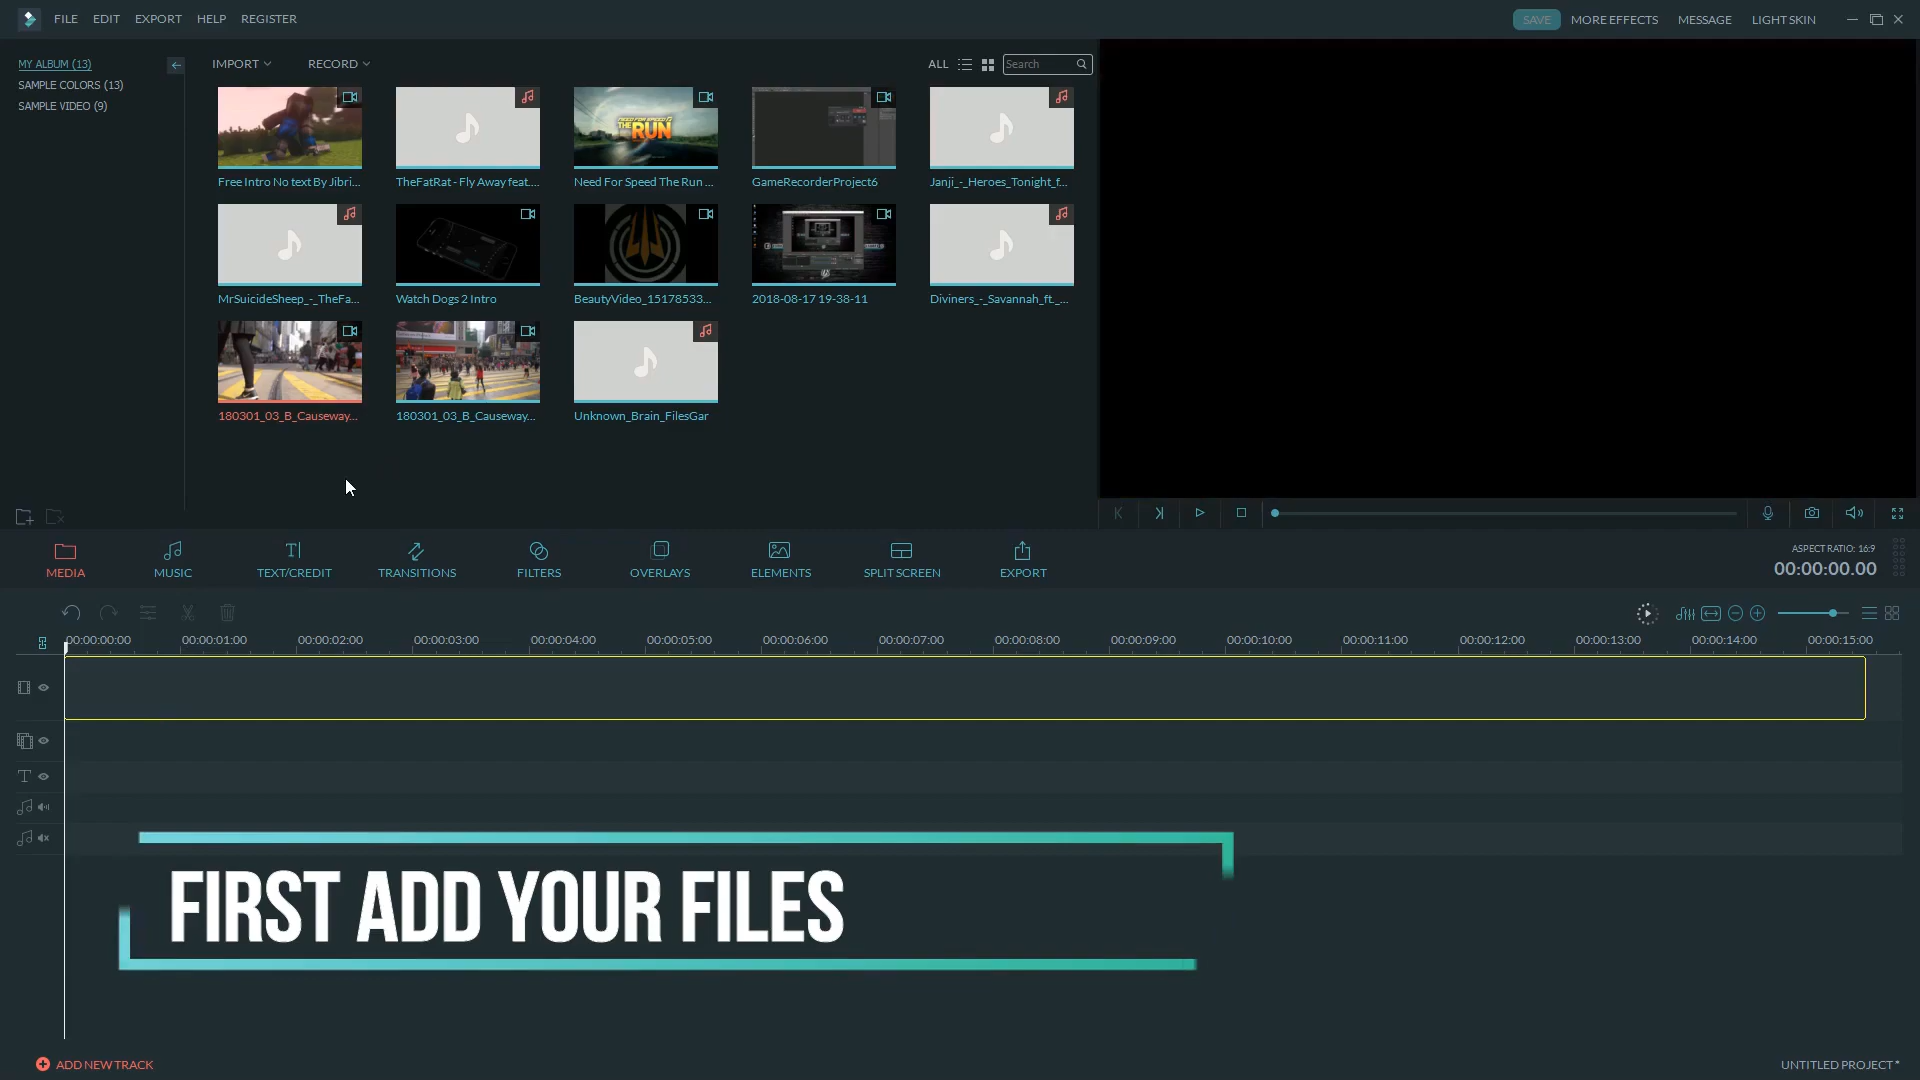 FILE EDIT EXPORT HELP REGISTER
SAVE MORE EFFECTS MESSAGE LIGHT SKIN
MY ALBUM (13)
SAMPLE COLORS (13)
SAMPLE VIDEO (9)
IMPORT RECORD
ALL Search
NEED FOR SPEED
THE RUN
Free Intro No text By Jibri... TheFatRat - Fly Away feat.... Need For Speed The Run ... GameRecorderProject6 Janji_-_Heroes_Tonight_f...
MrSuicideSheep_-_TheFa... Watch Dogs 2 Intro BeautyVideo_15178533... 2018-08-17 19-38-11 Diviners_-_Savannah_ft._...
180301_03_B_Causeway... 180301_03_B_Causeway... Unknown_Brain_FilesGar
MEDIA MUSIC TEXT/CREDIT TRANSITIONS FILTERS OVERLAYS ELEMENTS SPLIT SCREEN EXPORT
ASPECT RATIO: 16:9
00:00:00.00
00:00:00:00 00:00:01:00 00:00:02:00 00:00:03:00 00:00:04:00 00:00:05:00 00:00:06:00 00:00:07:00 00:00:08:00 00:00:09:00 00:00:10:00 00:00:11:00 00:00:12:00 00:00:13:00 00:00:14:00 00:00:15:00
FIRST ADD YOUR FILES
ADD NEW TRACK
UNTITLED PROJECT *